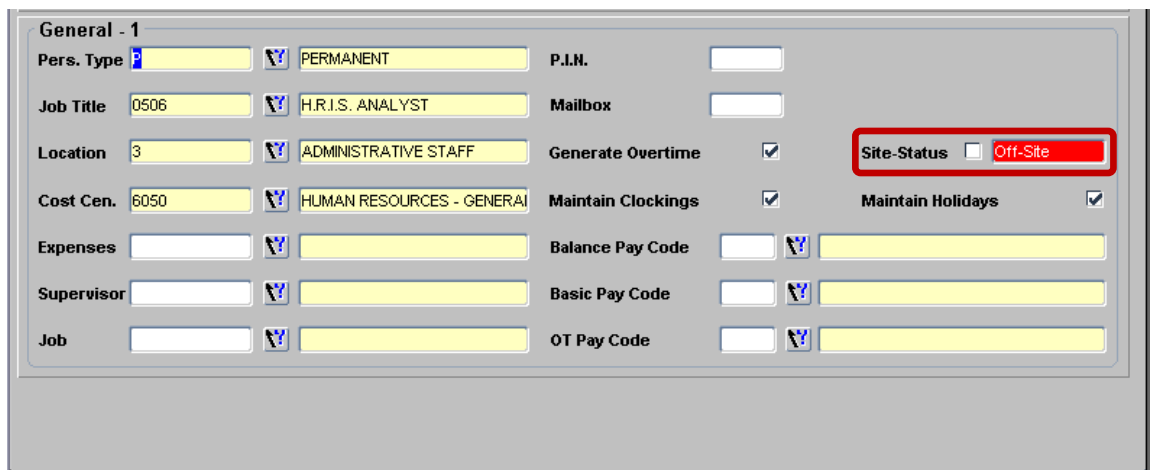 General - 1
Pers. Type P PERMANENT P.I.N.
Job Title 0506 H.R.I.S. ANALYST Mailbox
Location 3 ADMINISTRATIVE STAFF Generate Overtime Site-Status Off-Site
Cost Cen. 6050 HUMAN RESOURCES - GENERAL Maintain Clockings Maintain Holidays
Expenses Balance Pay Code
Supervisor Basic Pay Code
Job OT Pay Code